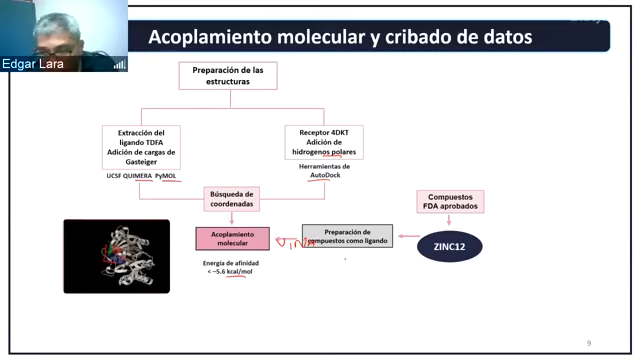 Acoplamiento molecular y cribado de datos
Edgar Lara
Preparación de las
estructuras
Extracción del
ligando TDFA
Adición de cargas de
Gasteiger
UCSF QUIMERA PyMOL
Receptor 4DKT
Adición de
hidrogenos polares
Herramientas de
AutoDock
Búsqueda de
coordenadas
Compuestos
FDA aprobados
Acoplamiento
molecular
VINA
Preparación de
compuestos como ligando
ZINC12
Energía de afinidad
< –5.6 kcal/mol
9